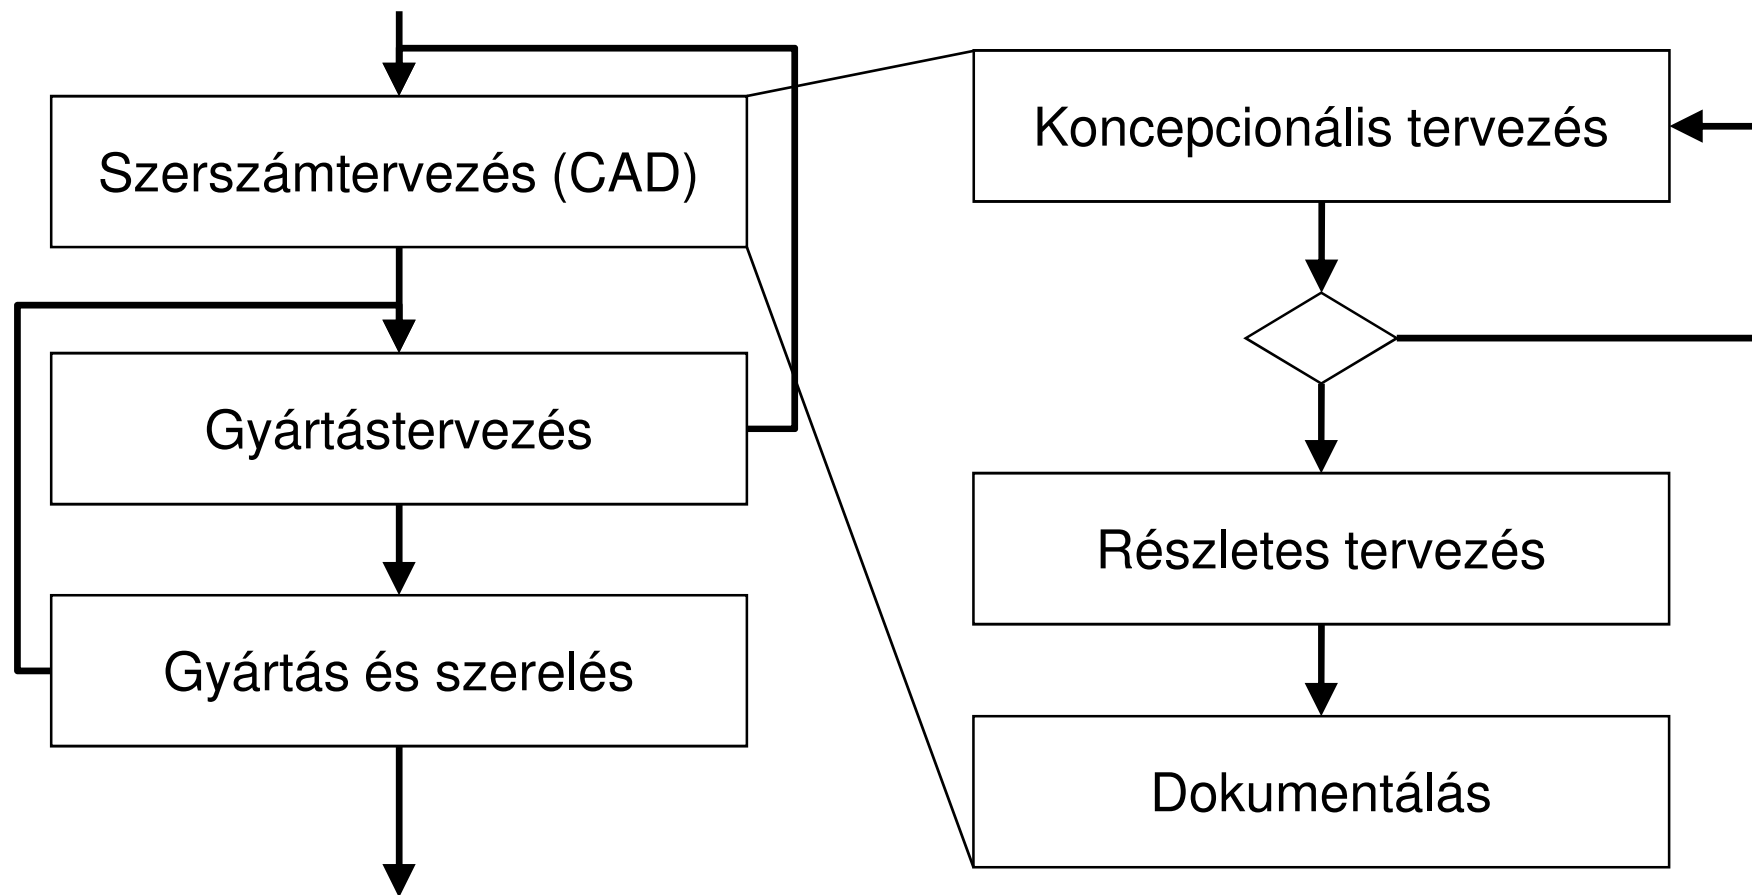 Szerszámtervezés (CAD)
Gyártástervezés
Gyártás és szerelés
Koncepcionális tervezés
Részletes tervezés
Dokumentálás